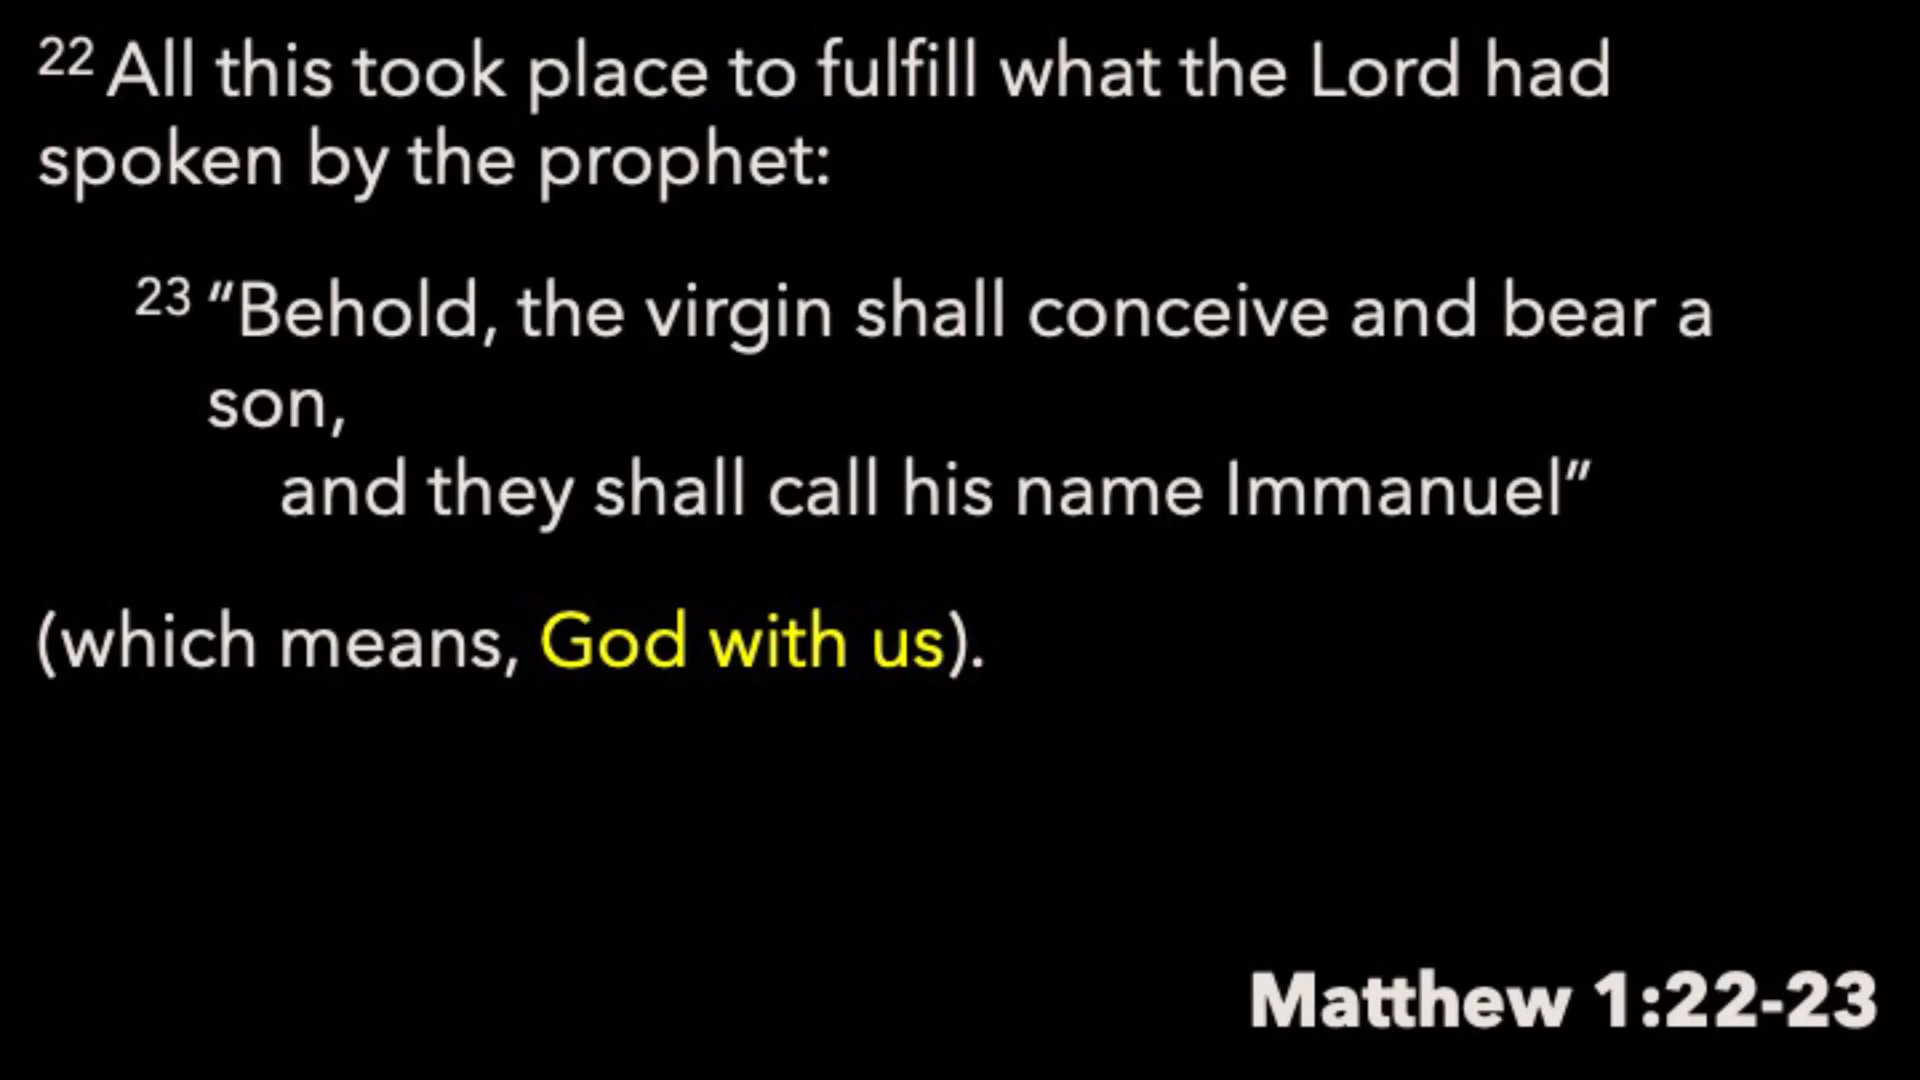 22 All this took place to fulfill what the Lord had
spoken by the prophet:
23 “Behold, the virgin shall conceive and bear a
son,
and they shall call his name Immanuel”
(which means, God with us).
Matthew 1:22-23